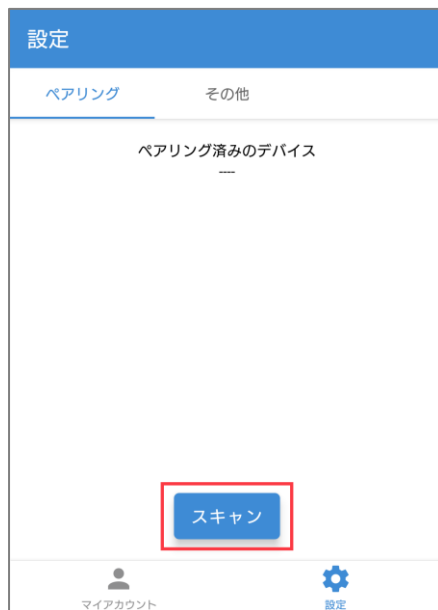 設定
ペアリング その他
ペアリング済みのデバイス
----
スキャン
マイアカウント 設定